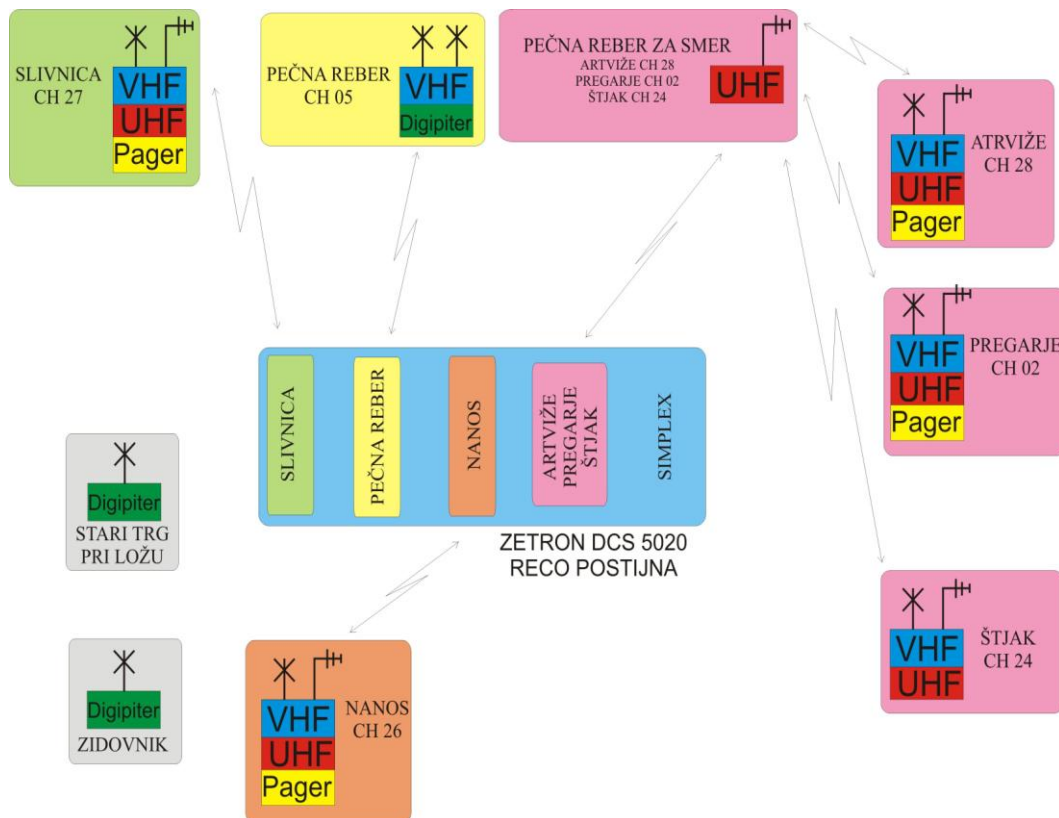 SLIVNICA
CH 27
VHF
UHF
Pager
PEČNA REBER
CH 05
VHF
Digipiter
PEČNA REBER ZA SMER
ARTVIŽE CH 28
PREGARJE CH 02
ŠTJAK CH 24
UHF
ATRVIŽE
CH 28
VHF
UHF
Pager
PREGARJE
CH 02
VHF
UHF
Pager
SLIVNICA
PEČNA REBER
NANOS
ARTVIŽE
PREGARJE
ŠTJAK
SIMPLEX
ZETRON DCS 5020
RECO POSTIJNA
Digipiter
STARI TRG
PRI LOŽU
Digipiter
ZIDOVNIK
VHF
UHF
Pager
NANOS
CH 26
VHF
UHF
ŠTJAK
CH 24